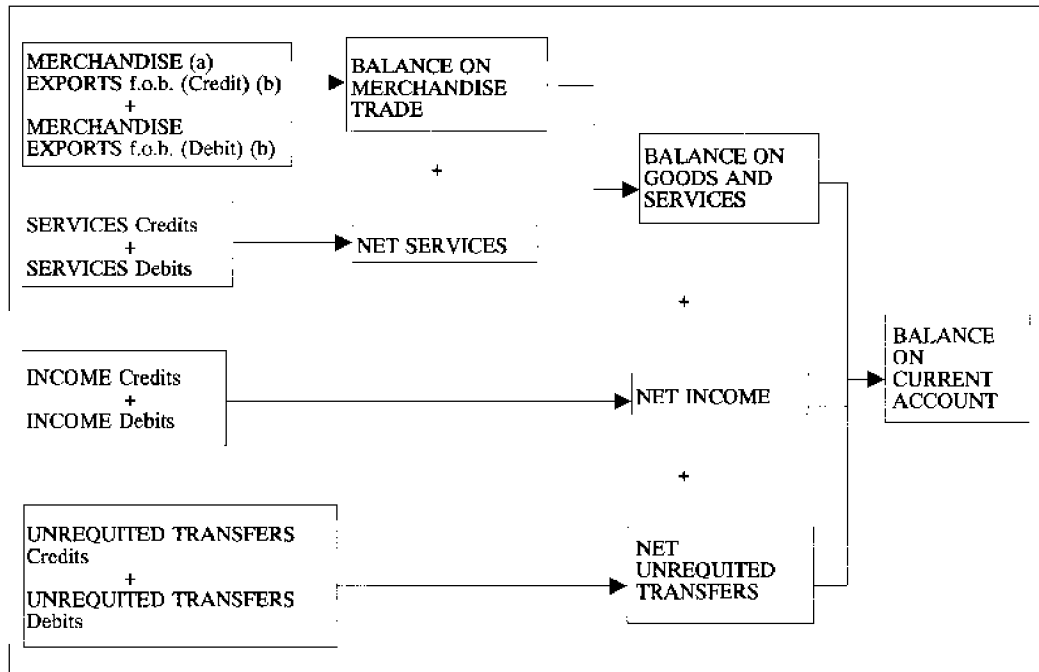 MERCHANDISE (a)
EXPORTS f.o.b. (Credit) (b)
+
MERCHANDISE
EXPORTS f.o.b. (Debit) (b)
BALANCE ON
MERCHANDISE
TRADE
+
SERVICES Credits
+
SERVICES Debits
NET SERVICES
BALANCE ON
GOODS AND
SERVICES
+
INCOME Credits
+
INCOME Debits
NET INCOME
+
UNREQUITED TRANSFERS
Credits
+
UNREQUITED TRANSFERS
Debits
NET
UNREQUITED
TRANSFERS
BALANCE
ON
CURRENT
ACCOUNT